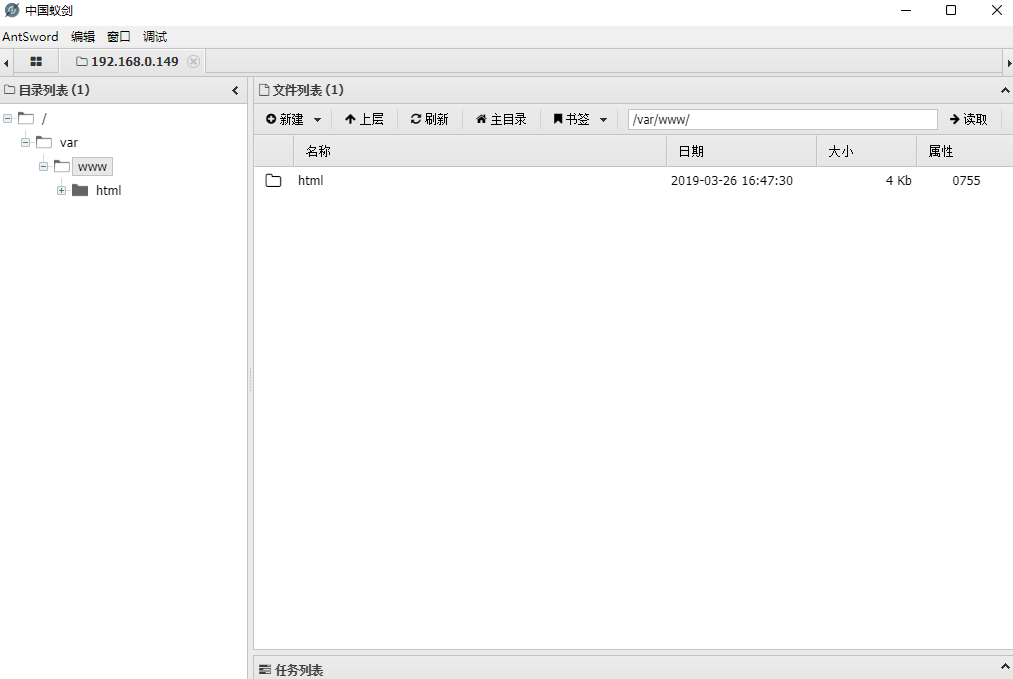 中国蚁剑
AntSword 编辑 窗口 调试
192.168.0.149
目录列表 (1)
/
var
www
html
文件列表 (1)
新建 上层 刷新 主目录 书签 /var/www/ 读取
名称 日期 大小 属性
html 2019-03-26 16:47:30 4 Kb 0755
任务列表